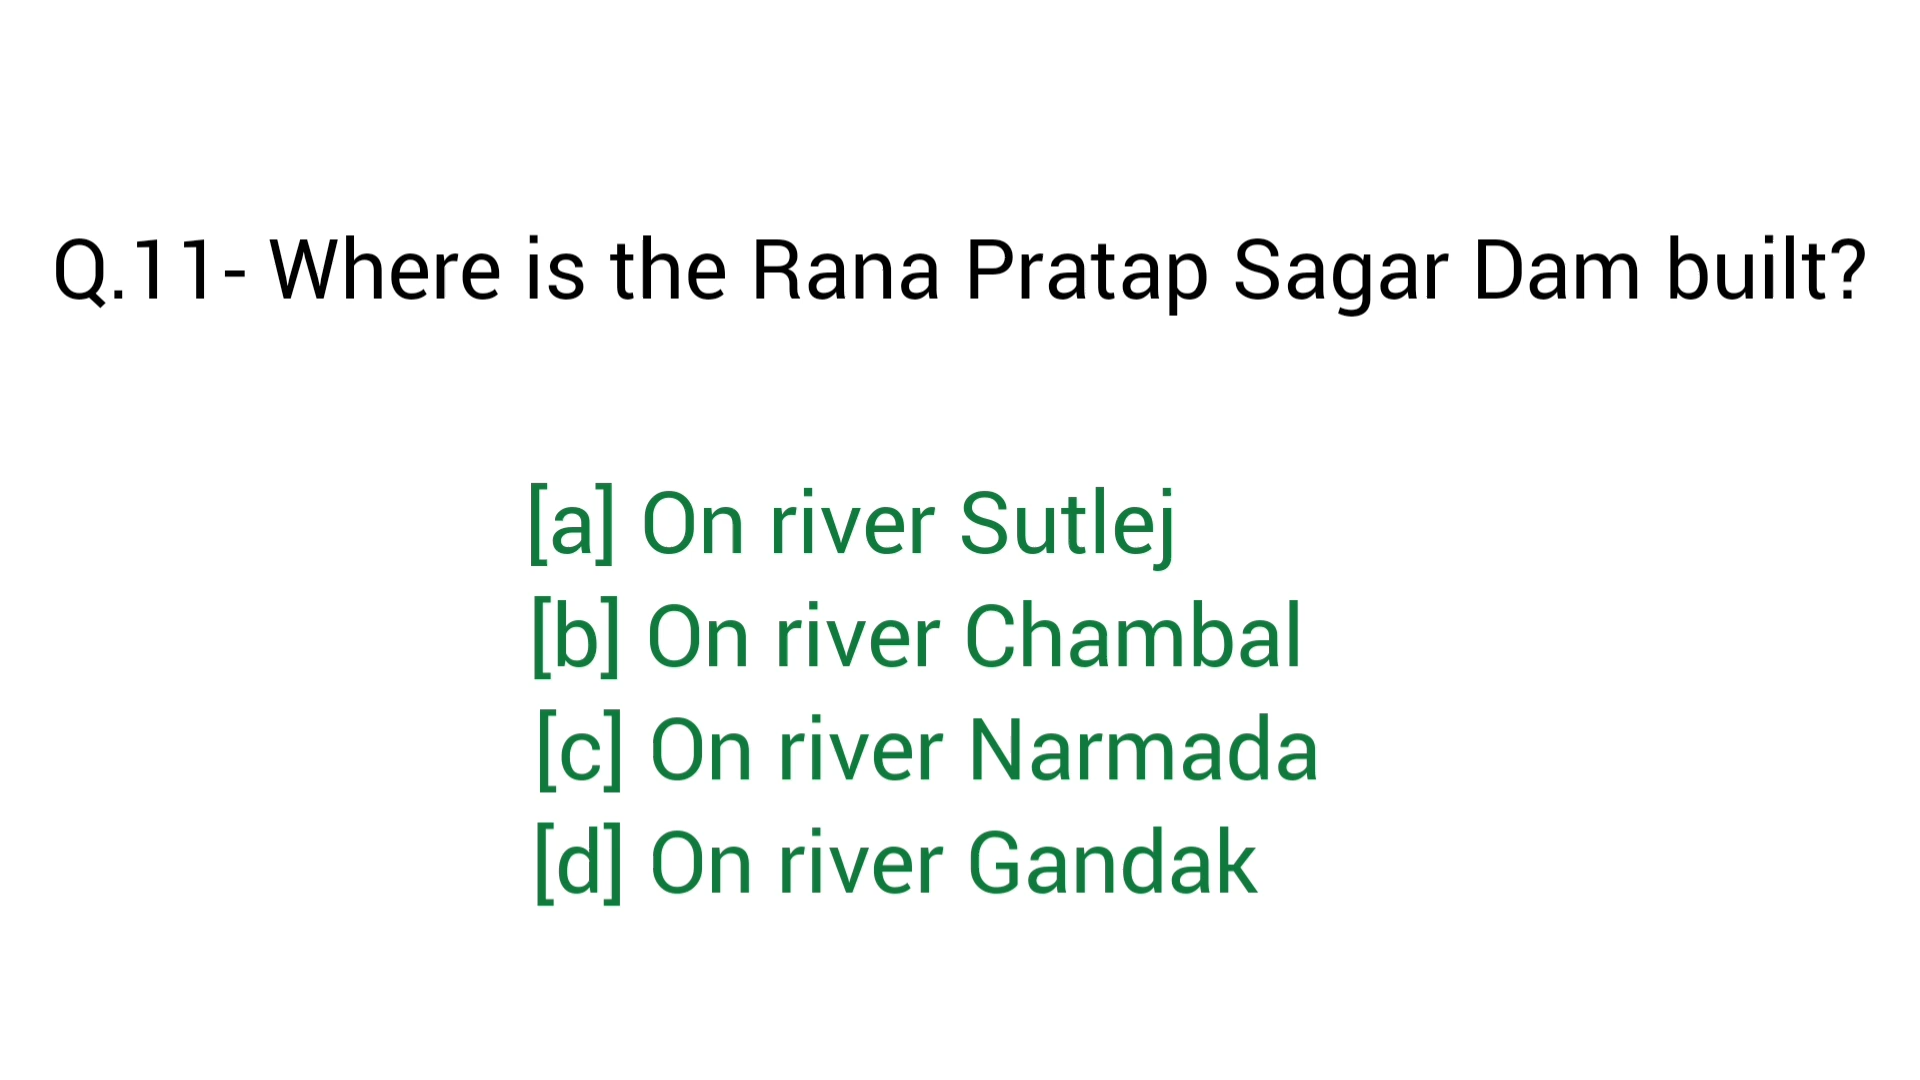 Q.11- Where is the Rana Pratap Sagar Dam built?
[a] On river Sutlej
[b] On river Chambal
[c] On river Narmada
[d] On river Gandak